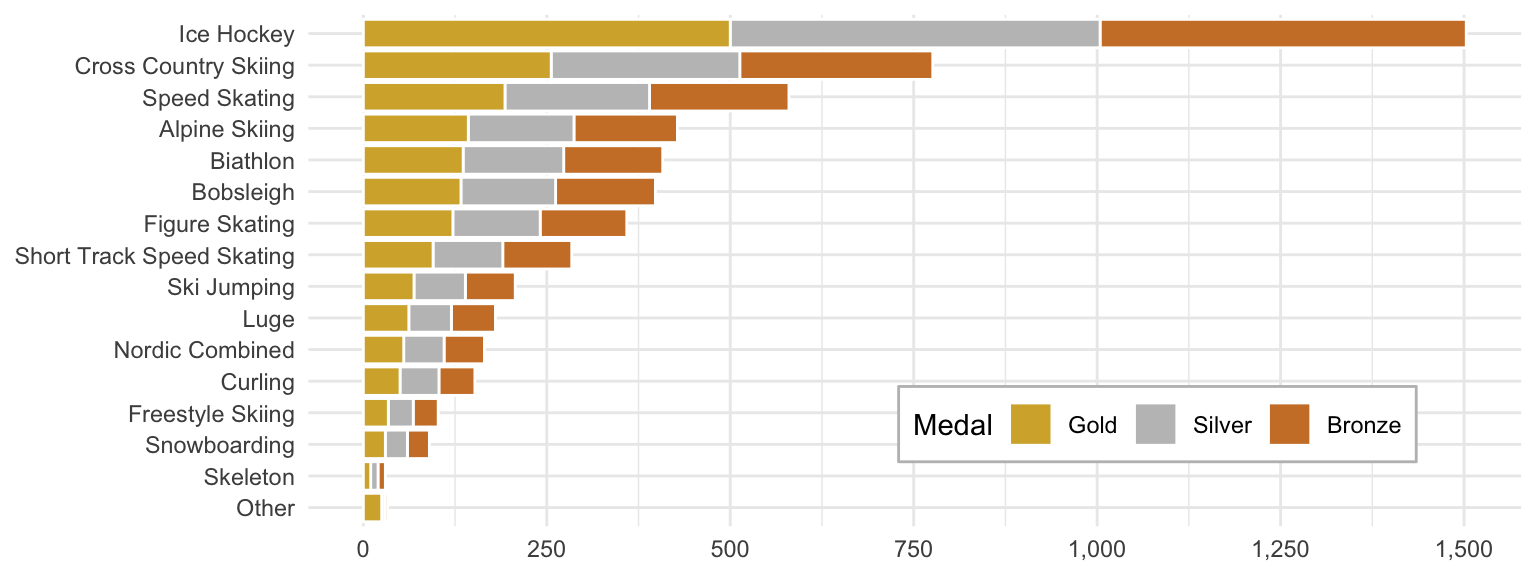 Ice Hockey
Cross Country Skiing
Speed Skating
Alpine Skiing
Biathlon
Bobsleigh
Figure Skating
Short Track Speed Skating
Ski Jumping
Luge
Nordic Combined
Curling
Freestyle Skiing
Snowboarding
Skeleton
Other
Medal Gold Silver Bronze
0 250 500 750 1,000 1,250 1,500